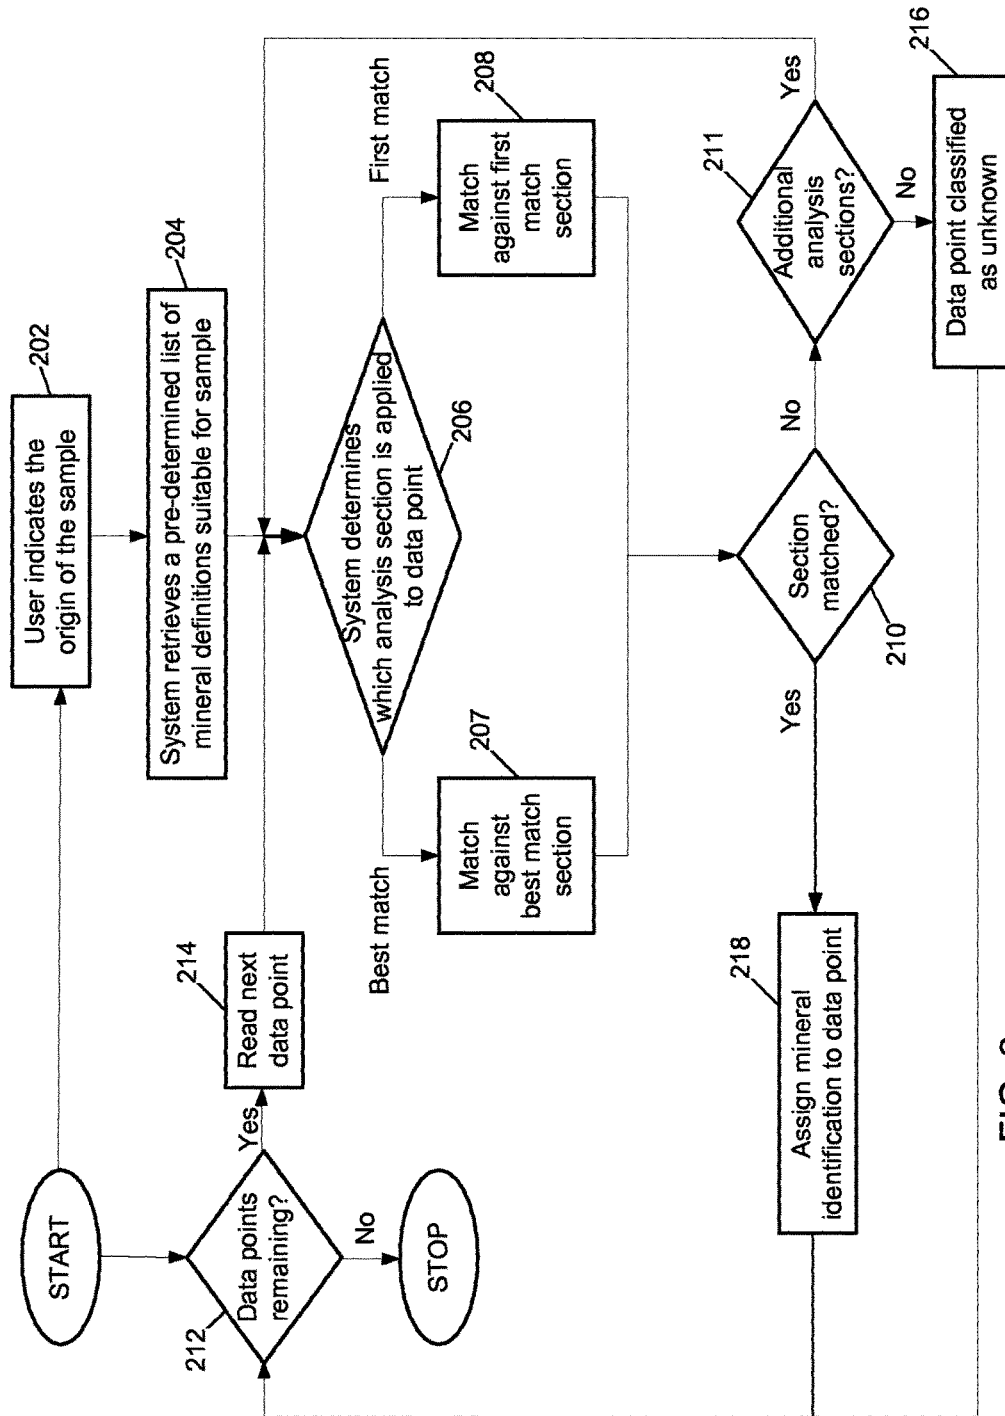 START
User indicates the
origin of the sample
202
System retrieves a pre-determined list of
mineral definitions suitable for sample
204
212
Data points
remaining?
Yes
No
STOP
Read next
data point
214
System determines
which analysis section is applied
to data point
206
Best match
First match
Match
against
best match
section
207
Match
against first
match
section
208
Section
matched?
210
Yes
No
Additional
analysis
sections?
211
Yes
No
Assign mineral
identification to data point
218
Data point classified
as unknown
216
FIG.